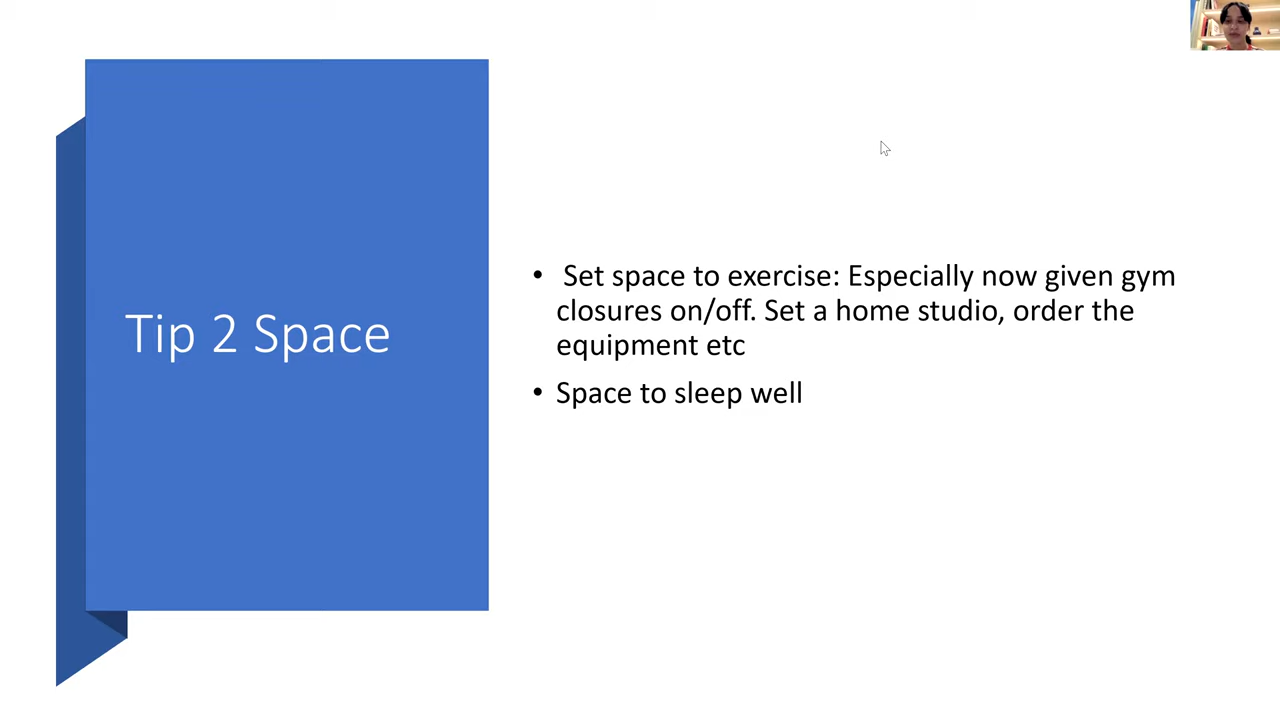 Tip 2 Space
• Set space to exercise: Especially now given gym
closures on/off. Set a home studio, order the
equipment etc
• Space to sleep well